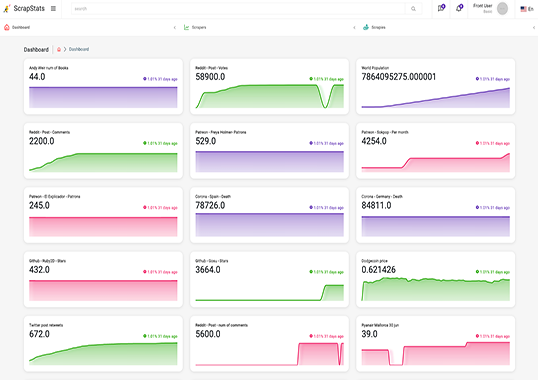 ScrapStats
search
Front User
En
Dashboard
Scrapers
Scrapies
Dashboard
Dashboard
Andy Weir num of Books
44.0
1.01% 31 days ago
Reddit - Post - Votes
58900.0
1.01% 31 days ago
World Population
7864095275.000001
1.01% 31 days ago
Reddit - Post - Comments
2200.0
1.01% 31 days ago
Patreon - Preya Holmer-Patrons
529.0
1.01% 31 days ago
Patreon - Sokpop - Per month
4254.0
1.01% 31 days ago
Patreon - El Explicador - Patrons
245.0
1.01% 31 days ago
Corona - Spain - Death
78726.0
1.01% 31 days ago
Corona - Germany - Death
84811.0
1.01% 31 days ago
Github - Ruby2D - Stars
432.0
1.01% 31 days ago
Github - Gosu - Stars
3664.0
1.01% 31 days ago
Dodgecoin price
0.621426
1.01% 31 days ago
Twitter post retweets
672.0
1.01% 31 days ago
Reddit - Post - num of comments
5600.0
1.01% 31 days ago
Ryanair Mallorca 30 jun
39.0
1.01% 31 days ago